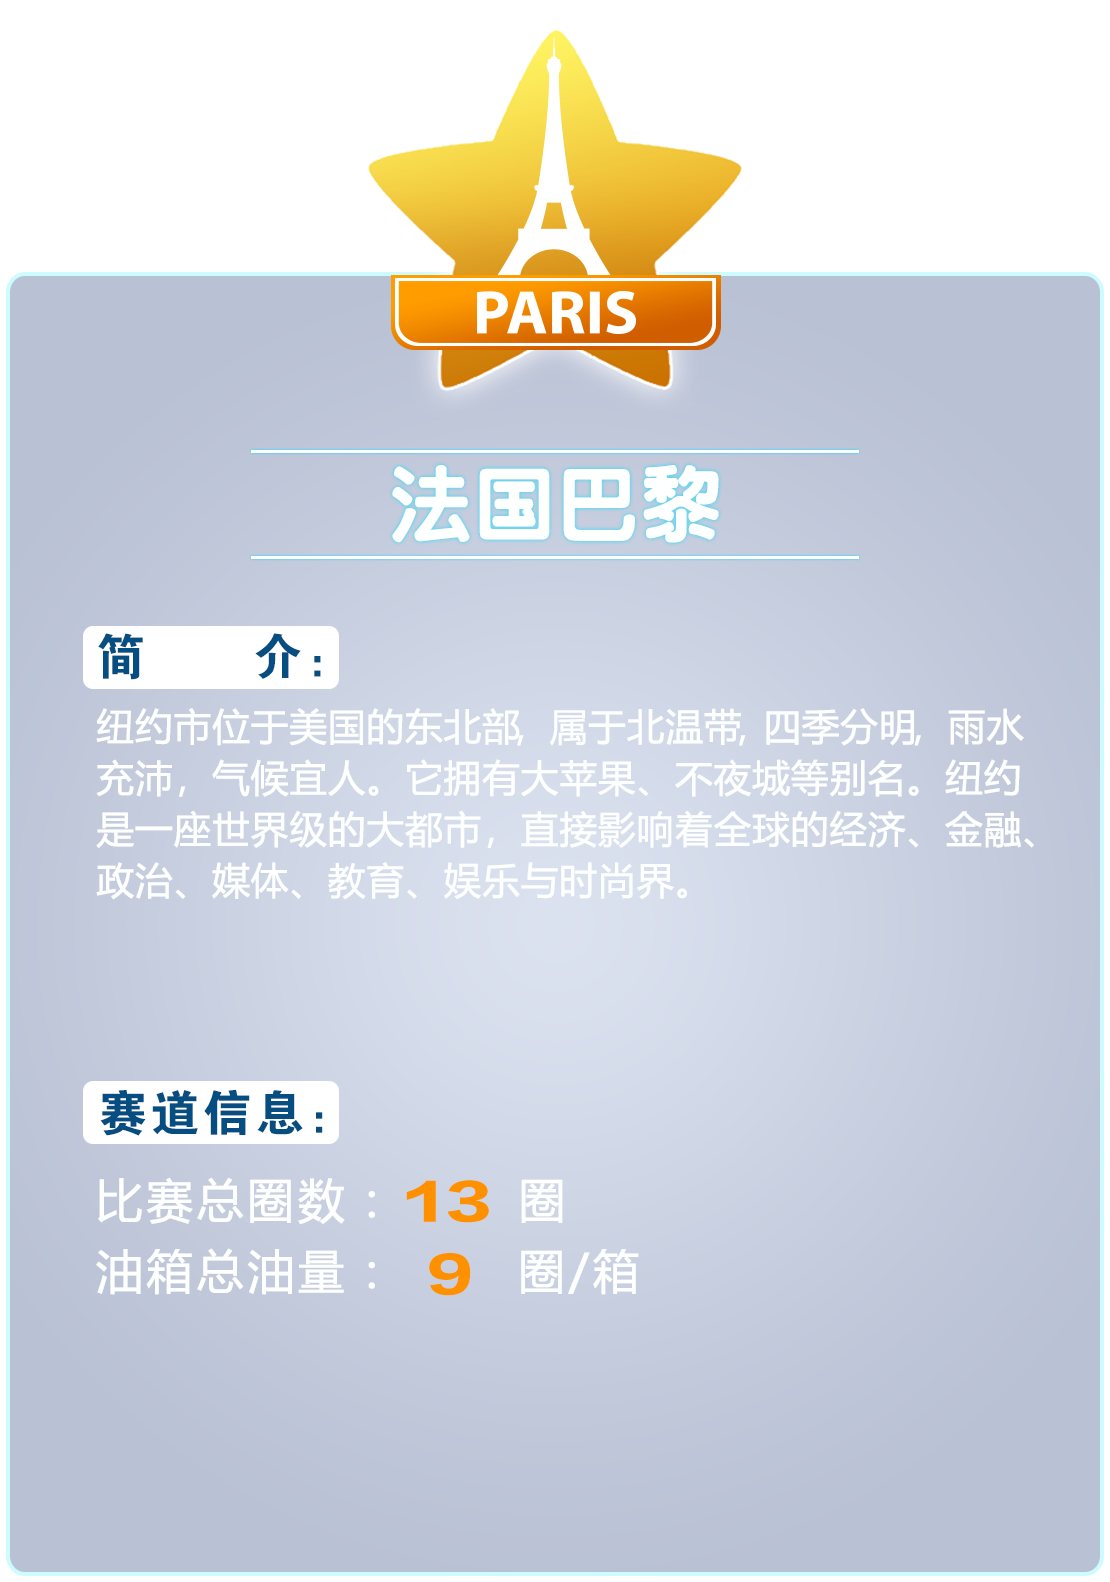 PARIS
法国巴黎
简 介：
纽约市位于美国的东北部, 属于北温带, 四季分明, 雨水
充沛，气候宜人。它拥有大苹果、不夜城等别名。纽约
是一座世界级的大都市，直接影响着全球的经济、金融、
政治、媒体、教育、娱乐与时尚界。
赛道信息：
比赛总圈数：13 圈
油箱总油量：9 圈/箱